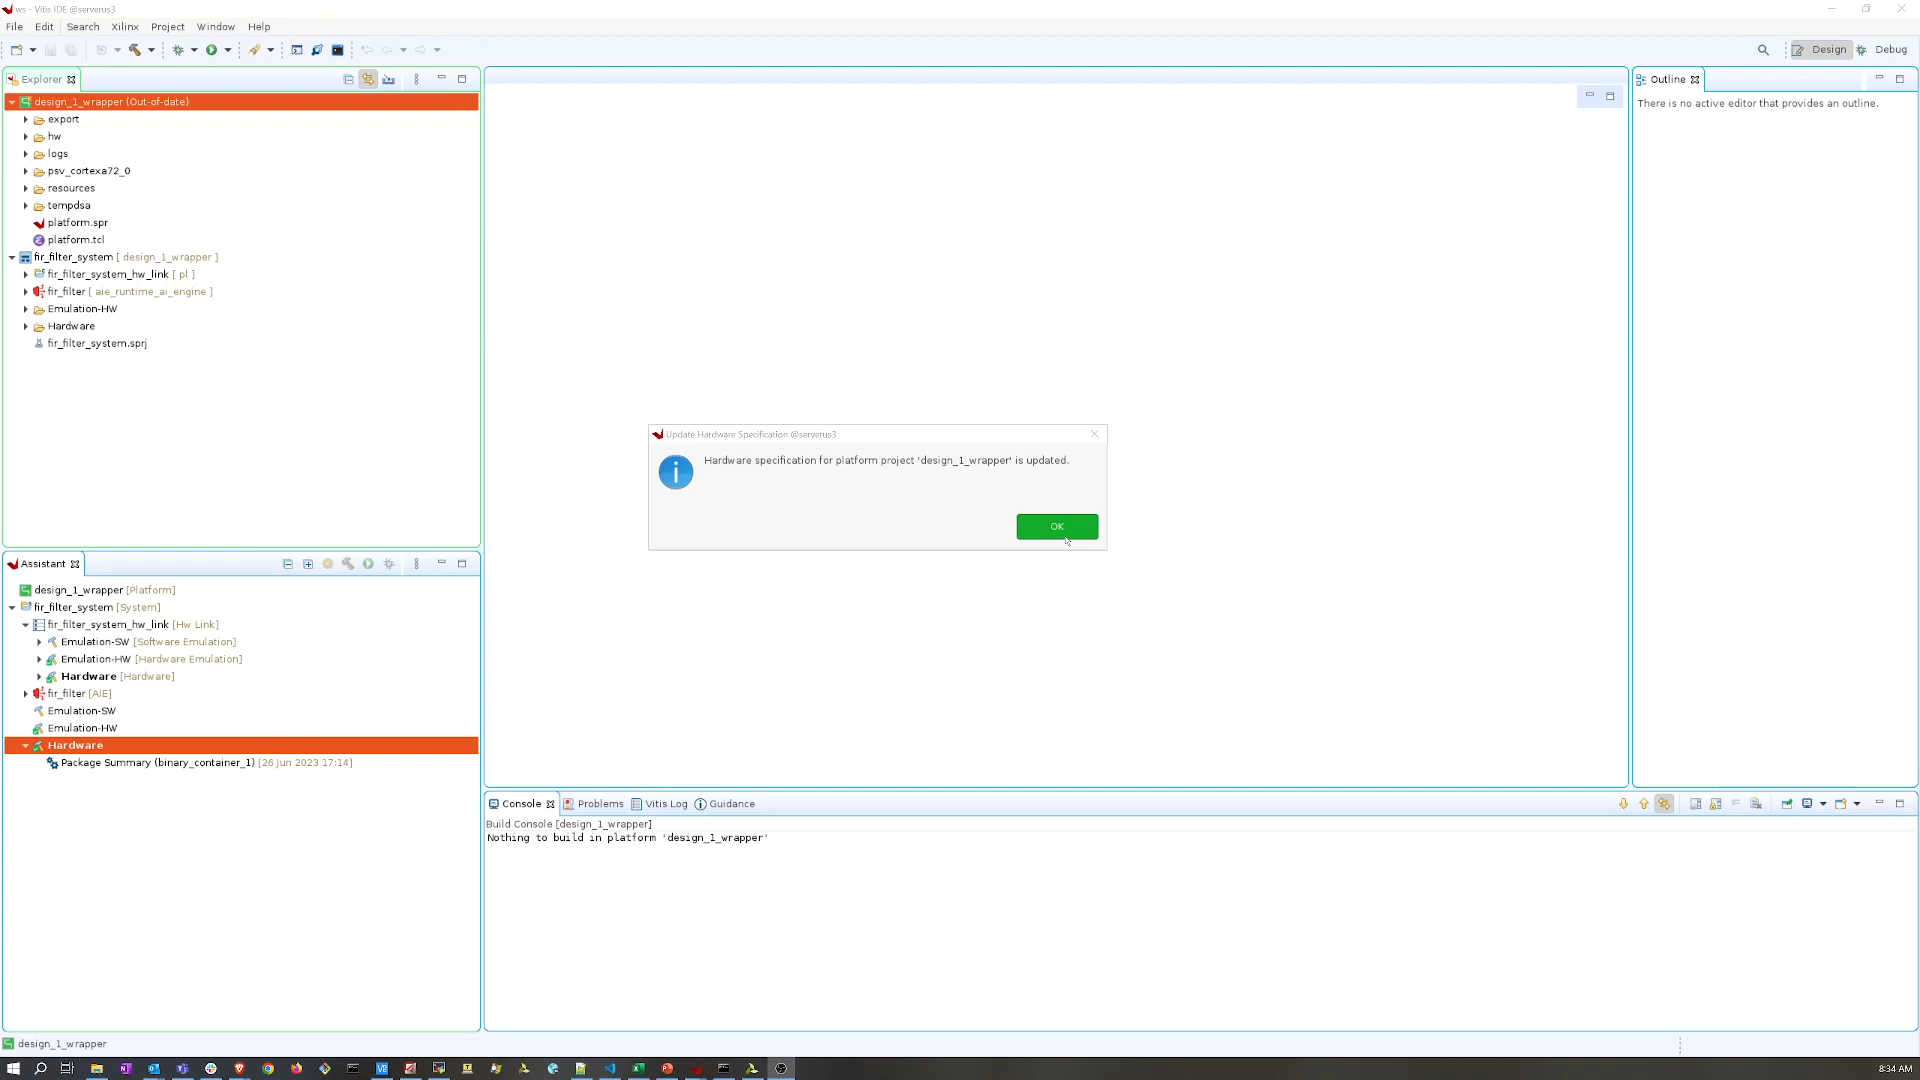 ws - Vitis IDE @serverus3
File Edit Search Xilinx Project Window Help
Design Debug
Explorer
design_1_wrapper (Out-of-date)
export
hw
logs
psv_cortexa72_0
resources
tempdsa
platform.spr
platform.tcl
fir_filter_system [ design_1_wrapper ]
fir_filter_system_hw_link [ pl ]
fir_filter [ aie_runtime_ai_engine ]
Emulation-HW
Hardware
fir_filter_system.sprj
Outline
There is no active editor that provides an outline.
Update Hardware Specification @serverus3
Hardware specification for platform project 'design_1_wrapper' is updated.
OK
Assistant
design_1_wrapper [Platform]
fir_filter_system [System]
fir_filter_system_hw_link [Hw Link]
Emulation-SW [Software Emulation]
Emulation-HW [Hardware Emulation]
Hardware [Hardware]
fir_filter [AIE]
Emulation-SW
Emulation-HW
Hardware
Package Summary (binary_container_1) [26 Jun 2023 17:14]
Console Problems Vitis Log Guidance
Build Console [design_1_wrapper]
Nothing to build in platform 'design_1_wrapper'
design_1_wrapper
8:34 AM